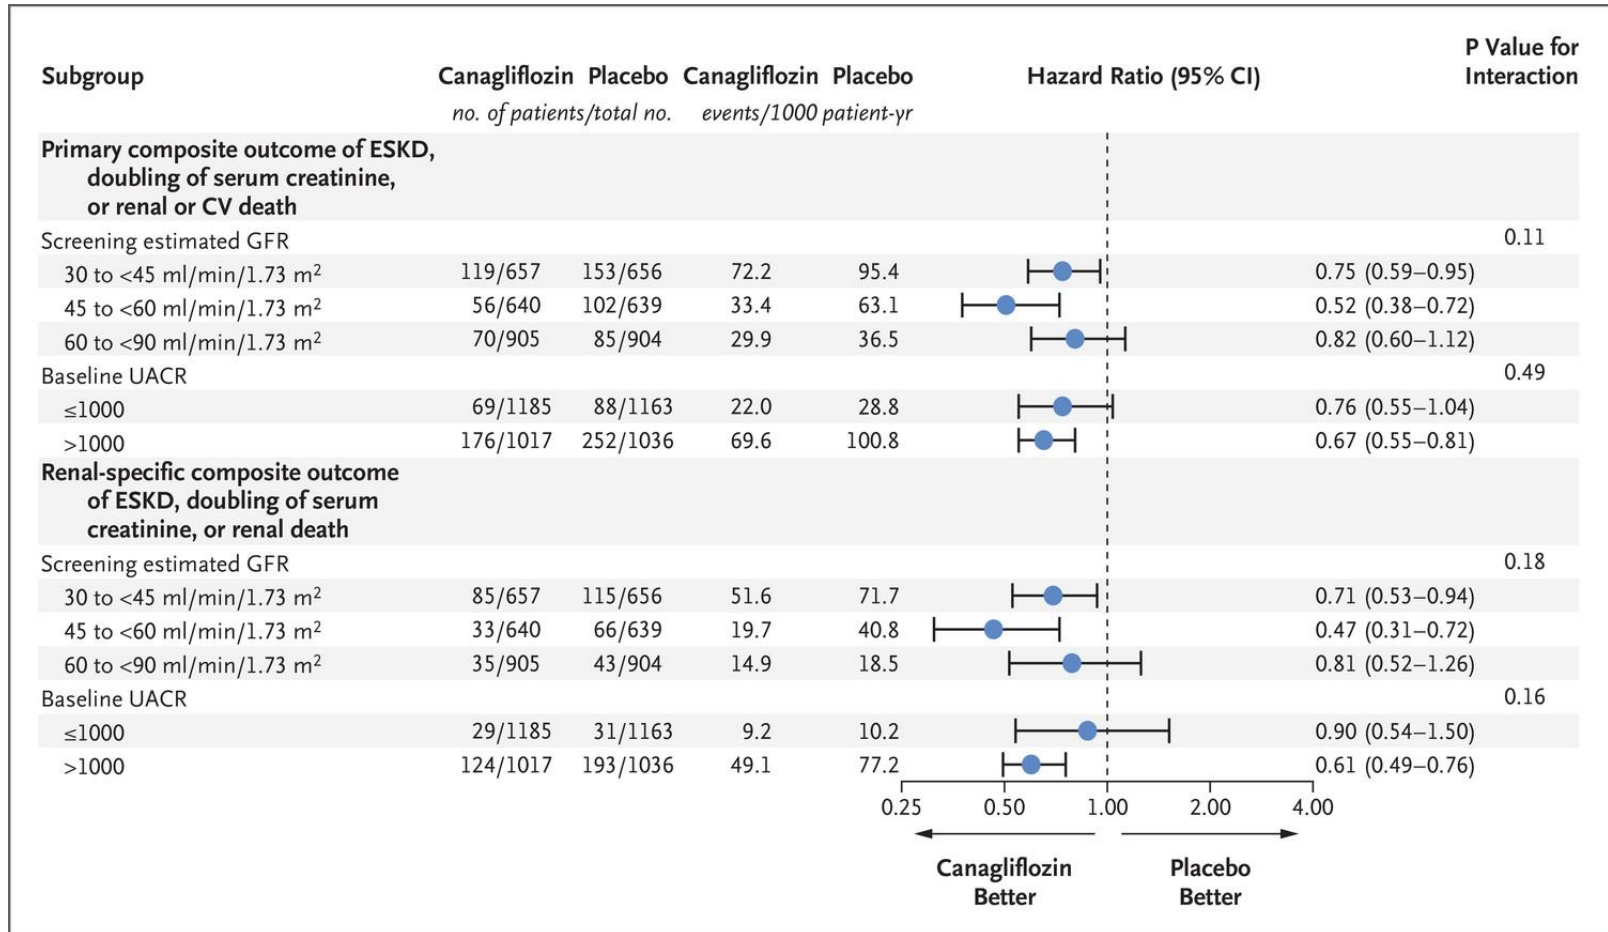 Subgroup Canagliflozin Placebo Canagliflozin Placebo Hazard Ratio (95% CI) P Value for Interaction
no. of patients/total no. events/1000 patient-yr
Primary composite outcome of ESKD,
doubling of serum creatinine,
or renal or CV death
Screening estimated GFR 0.11
30 to <45 ml/min/1.73 m² 119/657 153/656 72.2 95.4 0.75 (0.59–0.95)
45 to <60 ml/min/1.73 m² 56/640 102/639 33.4 63.1 0.52 (0.38–0.72)
60 to <90 ml/min/1.73 m² 70/905 85/904 29.9 36.5 0.82 (0.60–1.12)
Baseline UACR 0.49
≤1000 69/1185 88/1163 22.0 28.8 0.76 (0.55–1.04)
>1000 176/1017 252/1036 69.6 100.8 0.67 (0.55–0.81)
Renal-specific composite outcome
of ESKD, doubling of serum
creatinine, or renal death
Screening estimated GFR 0.18
30 to <45 ml/min/1.73 m² 85/657 115/656 51.6 71.7 0.71 (0.53–0.94)
45 to <60 ml/min/1.73 m² 33/640 66/639 19.7 40.8 0.47 (0.31–0.72)
60 to <90 ml/min/1.73 m² 35/905 43/904 14.9 18.5 0.81 (0.52–1.26)
Baseline UACR 0.16
≤1000 29/1185 31/1163 9.2 10.2 0.90 (0.54–1.50)
>1000 124/1017 193/1036 49.1 77.2 0.61 (0.49–0.76)
0.25 0.50 1.00 2.00 4.00
Canagliflozin Placebo
Better Better